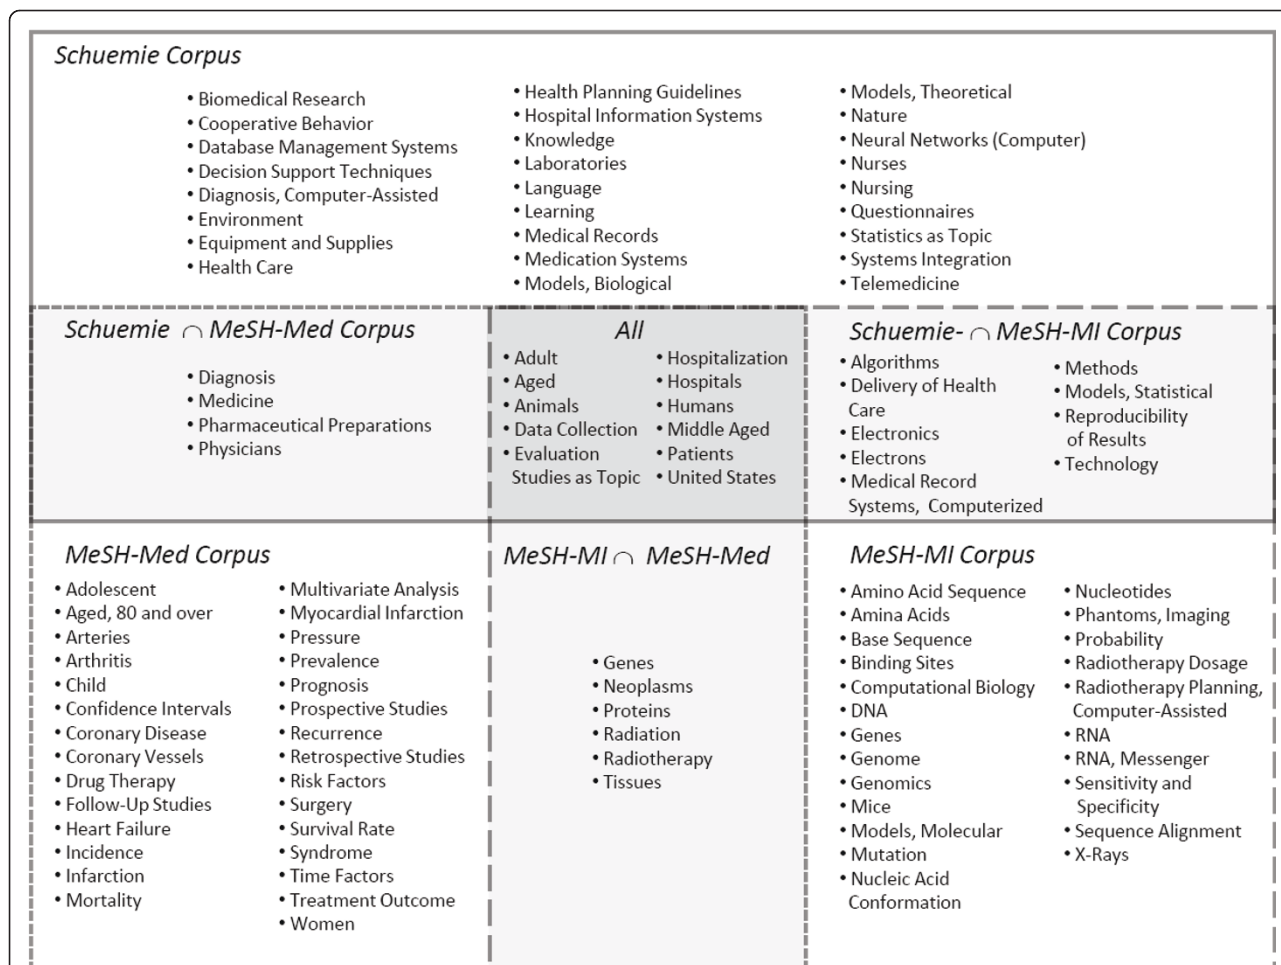 Schuemie Corpus
• Biomedical Research
• Cooperative Behavior
• Database Management Systems
• Decision Support Techniques
• Diagnosis, Computer-Assisted
• Environment
• Equipment and Supplies
• Health Care
• Health Planning Guidelines
• Hospital Information Systems
• Knowledge
• Laboratories
• Language
• Learning
• Medical Records
• Medication Systems
• Models, Biological
• Models, Theoretical
• Nature
• Neural Networks (Computer)
• Nurses
• Nursing
• Questionnaires
• Statistics as Topic
• Systems Integration
• Telemedicine
Schuemie ∩ MeSH-Med Corpus
• Diagnosis
• Medicine
• Pharmaceutical Preparations
• Physicians
All
• Adult
• Aged
• Animals
• Data Collection
• Evaluation
Studies as Topic
• Hospitalization
• Hospitals
• Humans
• Middle Aged
• Patients
• United States
Schuemie- ∩ MeSH-MI Corpus
• Algorithms
• Delivery of Health
Care
• Electronics
• Electrons
• Medical Record
Systems, Computerized
• Methods
• Models, Statistical
• Reproducibility
of Results
• Technology
MeSH-Med Corpus
• Adolescent
• Aged, 80 and over
• Arteries
• Arthritis
• Child
• Confidence Intervals
• Coronary Disease
• Coronary Vessels
• Drug Therapy
• Follow-Up Studies
• Heart Failure
• Incidence
• Infarction
• Mortality
• Multivariate Analysis
• Myocardial Infarction
• Pressure
• Prevalence
• Prognosis
• Prospective Studies
• Recurrence
• Retrospective Studies
• Risk Factors
• Surgery
• Survival Rate
• Syndrome
• Time Factors
• Treatment Outcome
• Women
MeSH-MI ∩ MeSH-Med
• Genes
• Neoplasms
• Proteins
• Radiation
• Radiotherapy
• Tissues
MeSH-MI Corpus
• Amino Acid Sequence
• Amina Acids
• Base Sequence
• Binding Sites
• Computational Biology
• DNA
• Genes
• Genome
• Genomics
• Mice
• Models, Molecular
• Mutation
• Nucleic Acid
Conformation
• Nucleotides
• Phantoms, Imaging
• Probability
• Radiotherapy Dosage
• Radiotherapy Planning,
Computer-Assisted
• RNA
• RNA, Messenger
• Sensitivity and
Specificity
• Sequence Alignment
• X-Rays